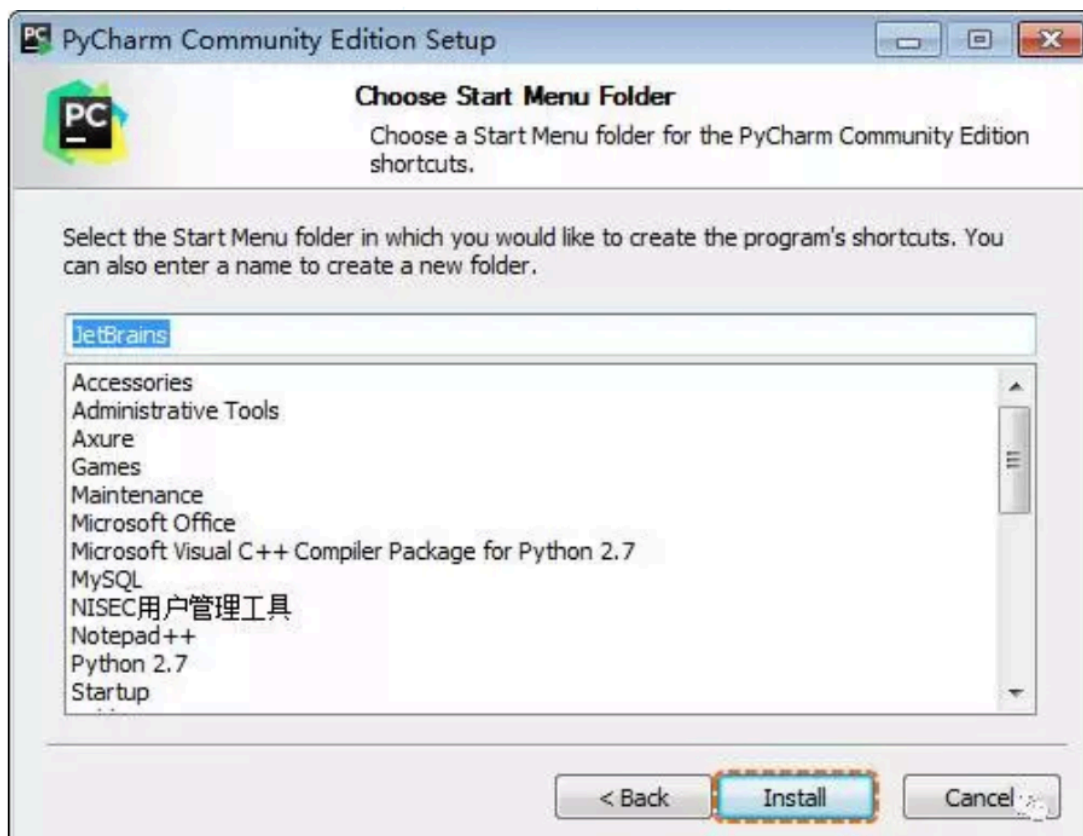 PyCharm Community Edition Setup
PC
Choose Start Menu Folder
Choose a Start Menu folder for the PyCharm Community Edition
shortcuts.
Select the Start Menu folder in which you would like to create the program's shortcuts. You
can also enter a name to create a new folder.
JetBrains
Accessories
Administrative Tools
Axure
Games
Maintenance
Microsoft Office
Microsoft Visual C++ Compiler Package for Python 2.7
MySQL
NISEC用户管理工具
Notepad++
Python 2.7
Startup
< Back
Install
Cancel